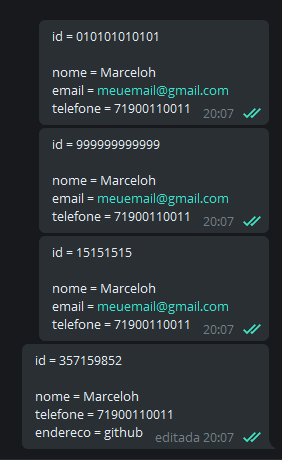 id = 010101010101
nome = Marceloh
email = meuemail@gmail.com
telefone = 71900110011 20:07
id = 999999999999
nome = Marceloh
email = meuemail@gmail.com
telefone = 71900110011 20:07
id = 15151515
nome = Marceloh
email = meuemail@gmail.com
telefone = 71900110011 20:07
id = 357159852
nome = Marceloh
telefone = 71900110011
endereco = github editada 20:07